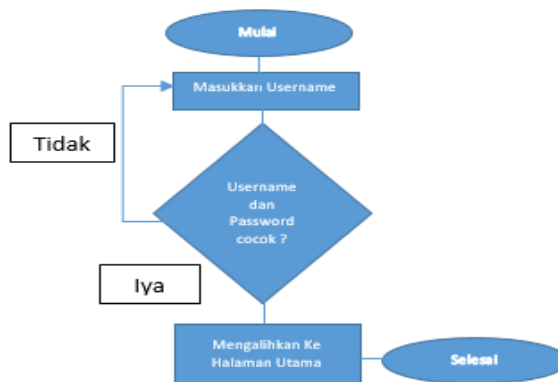 Mulai
Masukkan Username
Tidak
Username
dan
Password
cocok ?
Iya
Mengalihkan Ke
Halaman Utama
Selesai